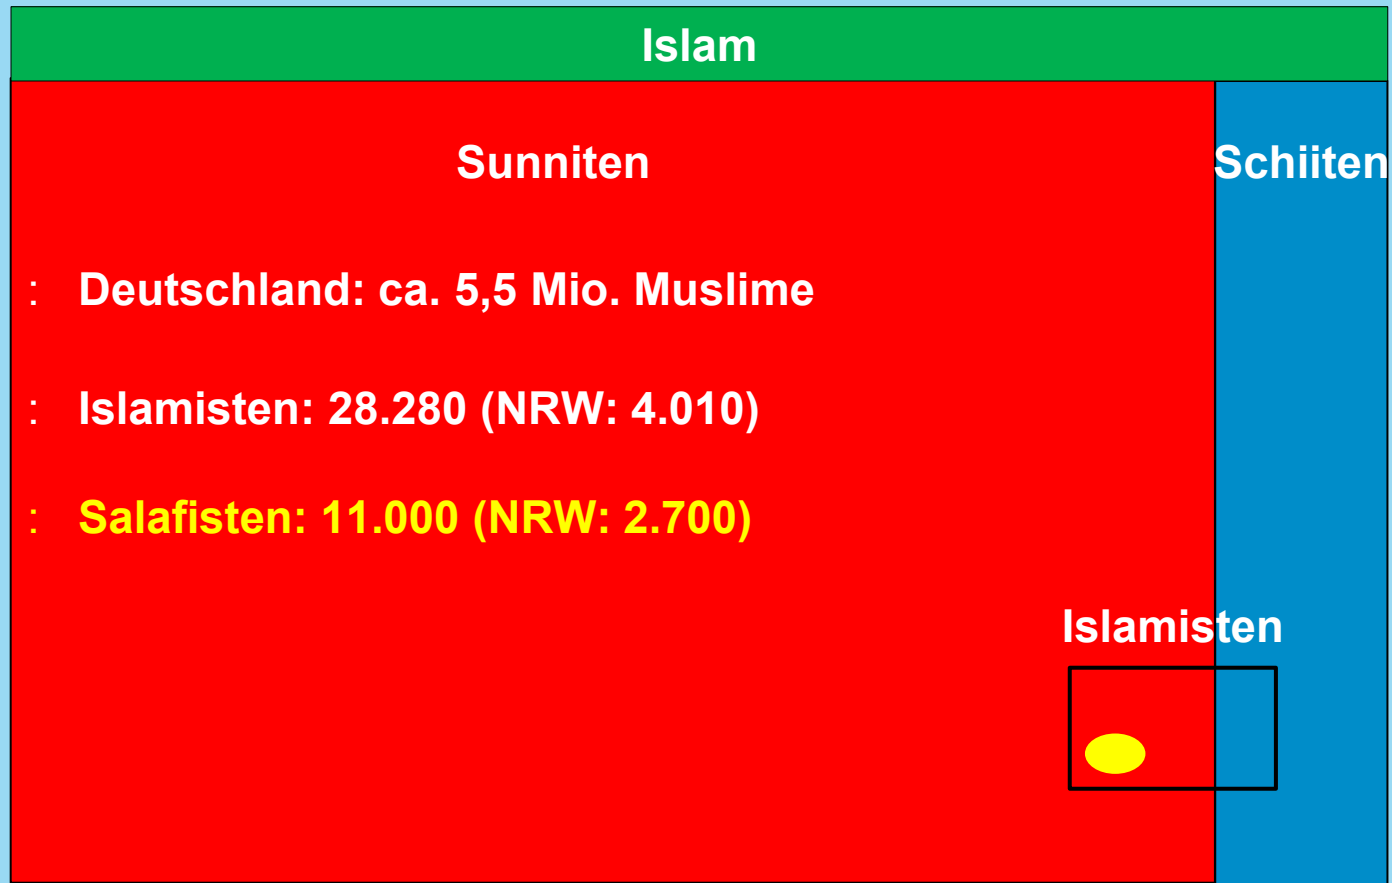 Islam
Sunniten
Schiiten
: Deutschland: ca. 5,5 Mio. Muslime
: Islamisten: 28.280 (NRW: 4.010)
: Salafisten: 11.000 (NRW: 2.700)
Islamisten